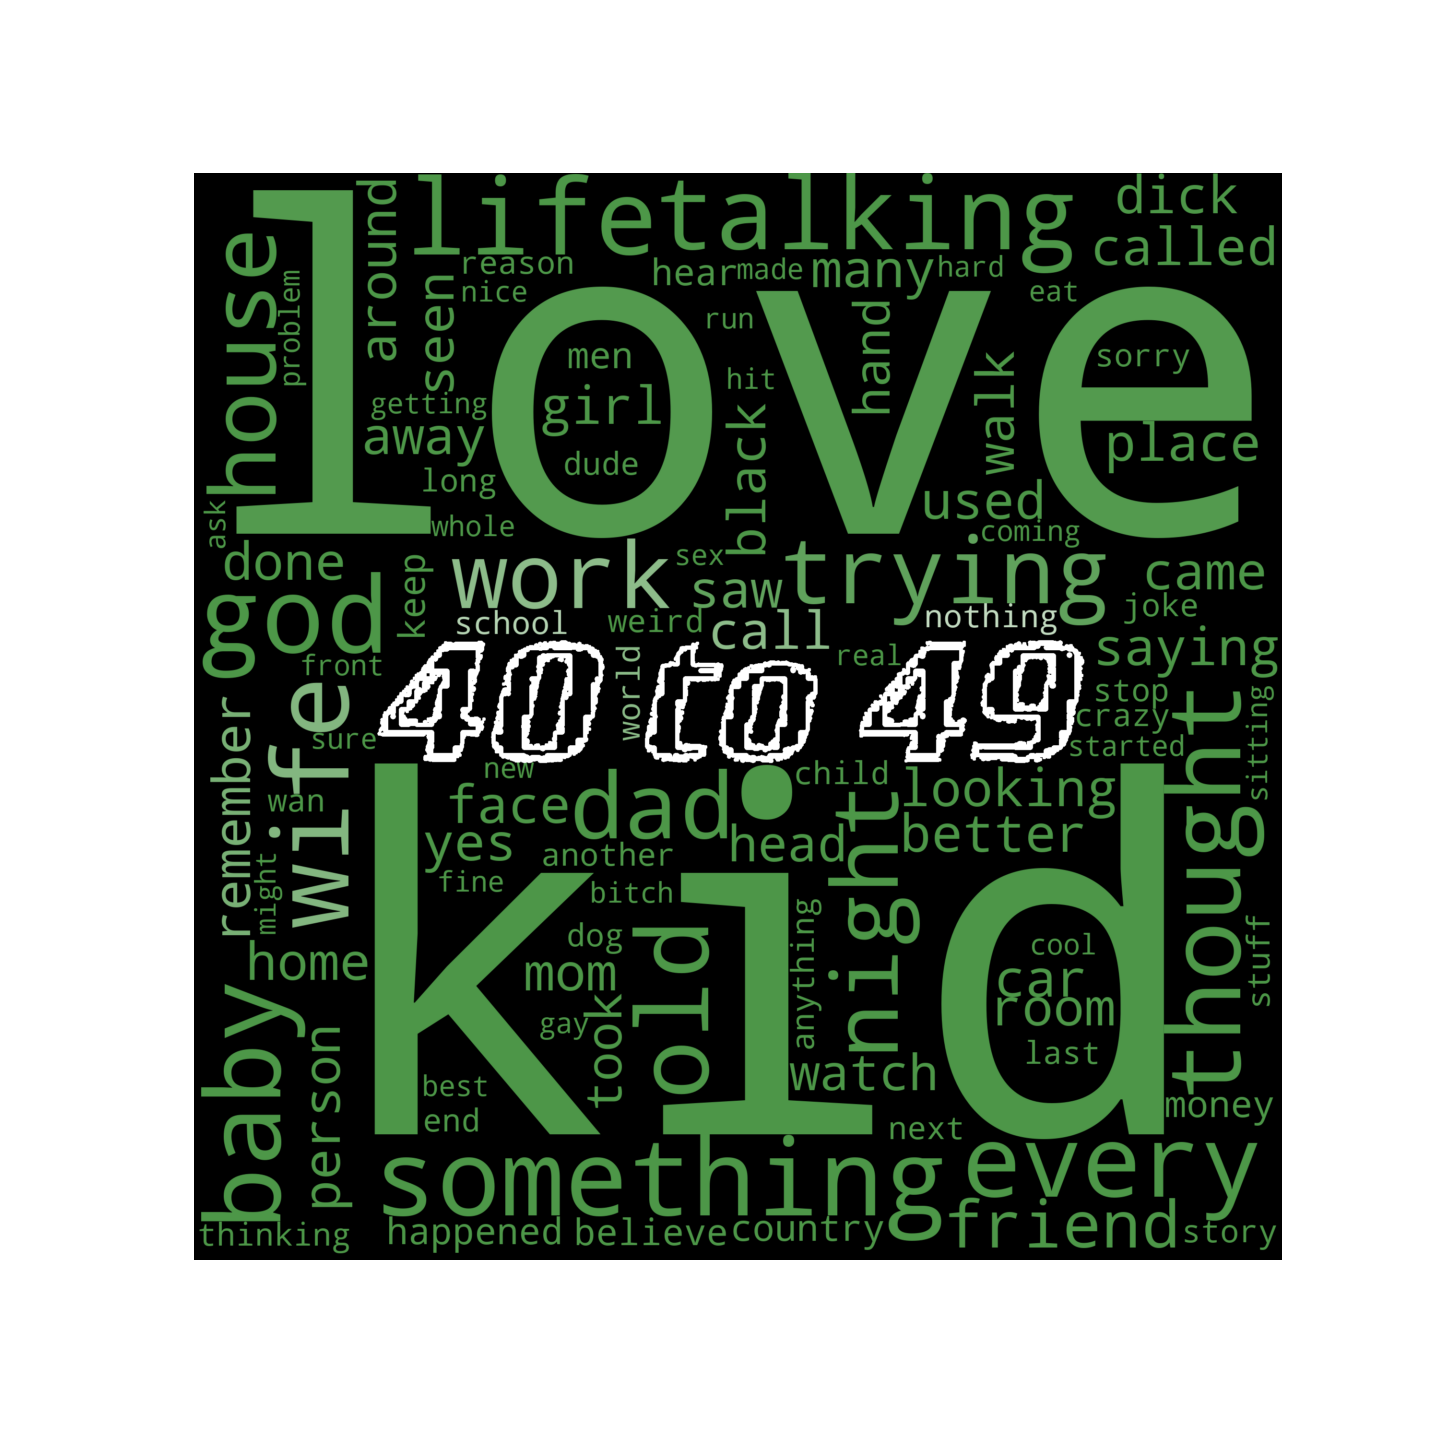 love
life
talking
dick
called
around
house
problem
seen
reason
nice
hear
made
many
hard
eat
run
men
girl
dude
hit
hand
walk
sorry
place
getting
away
long
whole
black
used
coming
ask
done
god
keep
work
sex
saw
trying
came
joke
school
weird
call
nothing
saying
front
world
real
40 to 49
stop
crazy
started
sure
wife
remember
wan
might
new
face
dad
child
looking
thought
sitting
yes
another
head
better
fine
bitch
kid
night
dog
mom
gay
took
old
anything
cool
car
room
last
stuff
home
baby
person
best
end
watch
money
next
something
every
thinking
happened
believe
country
friend
story